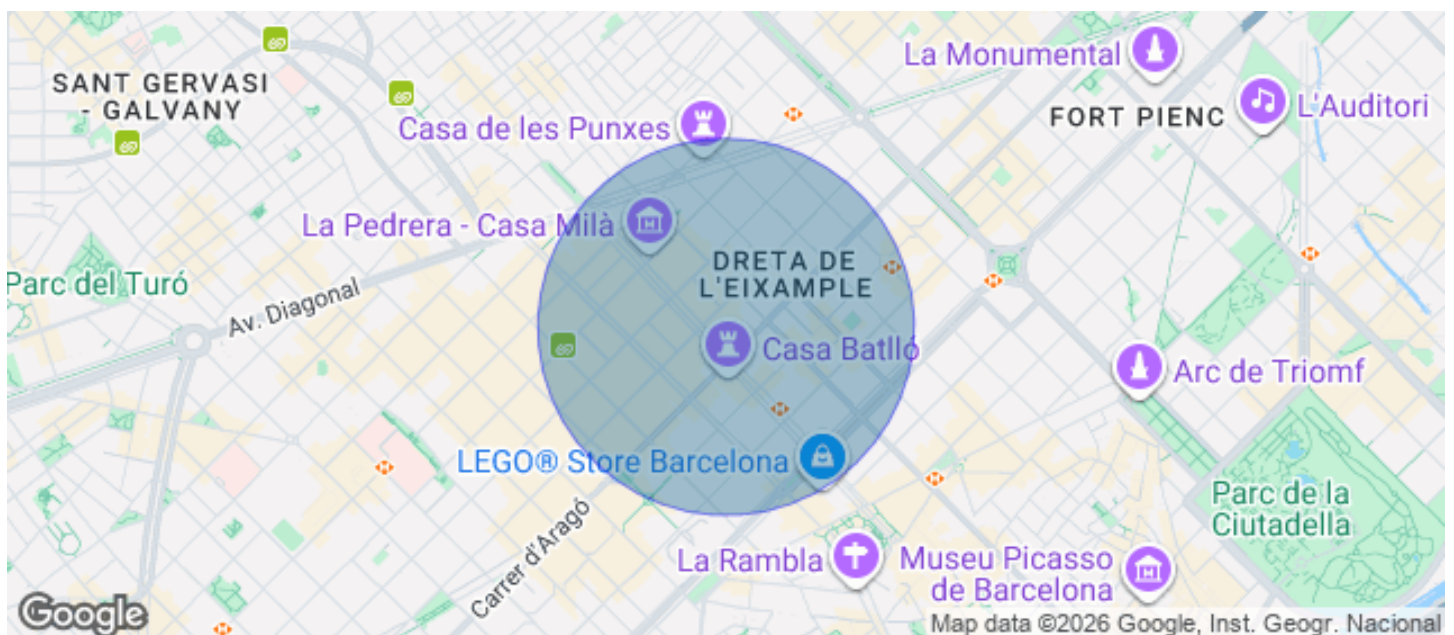 La Monumental
SANT GERVASI
- GALVANY
L'Auditori
FORT PIENC
Casa de les Punxes
La Pedrera - Casa Milà
DRETA DE
L'EIXAMPLE
Parc del Turó
Av. Diagonal
Casa Batlló
Arc de Triomf
LEGO® Store Barcelona
Parc de la
Ciutadella
Carrer d'Aragó
La Rambla
Museu Picasso
de Barcelona
Google
Map data ©2026 Google, Inst. Geogr. Nacional